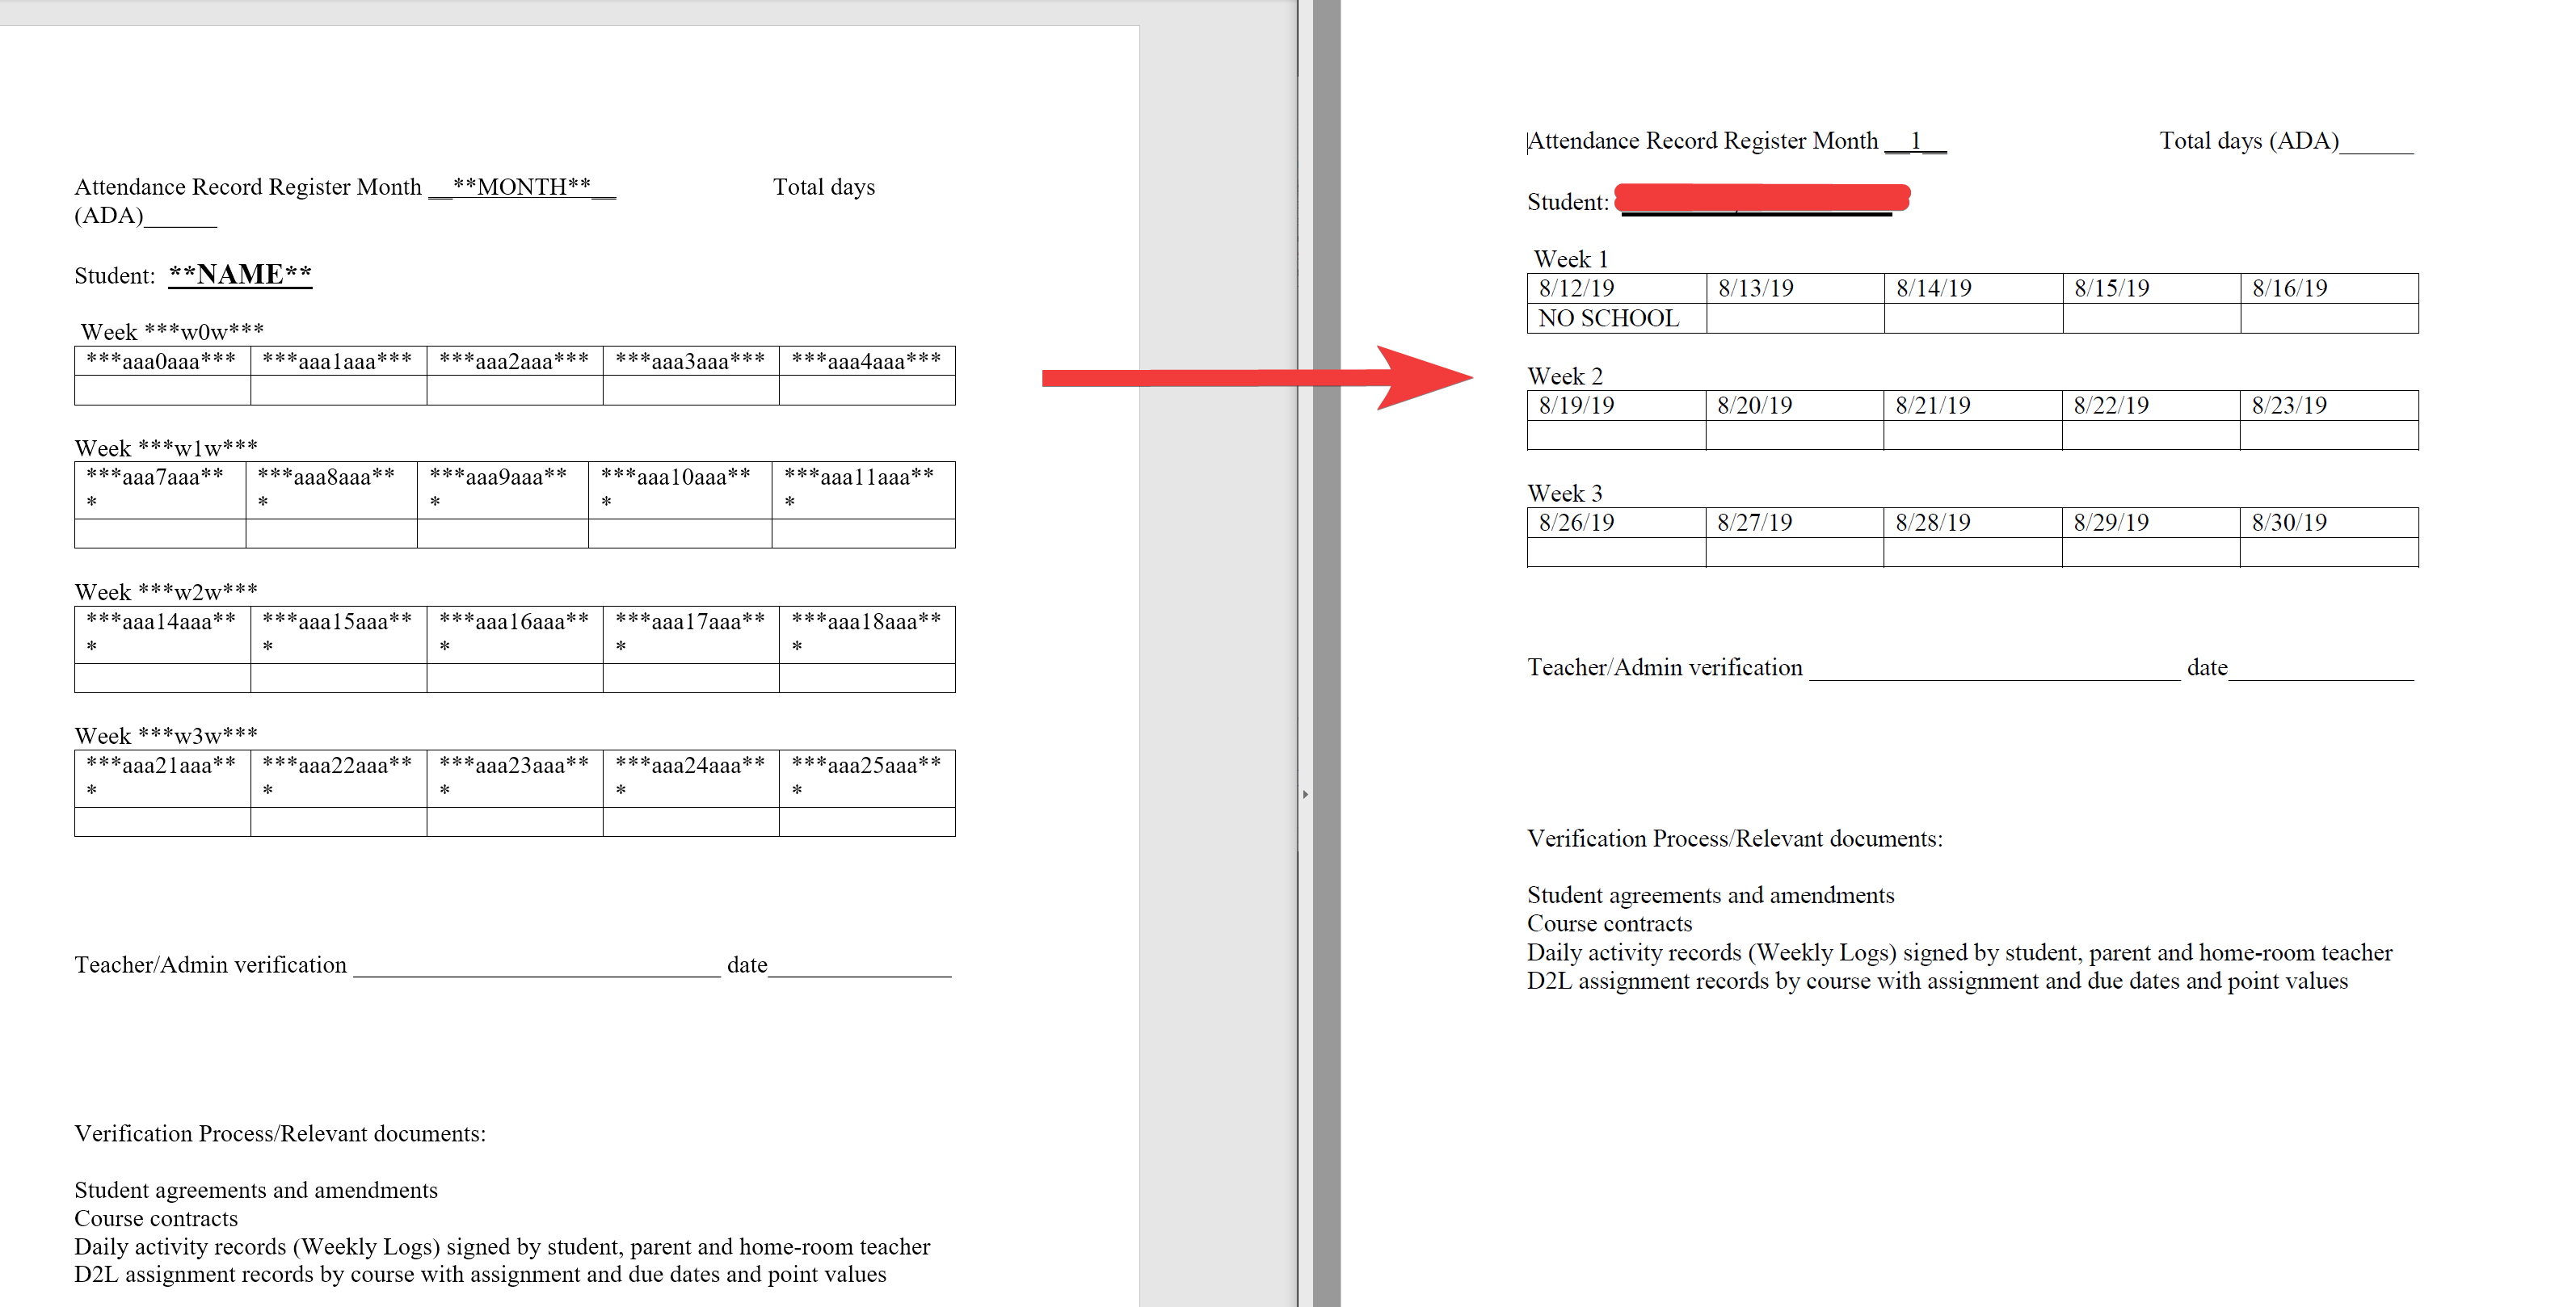 Attendance Record Register Month __**MONTH**__ Total days
(ADA)______
Student: **NAME**
Week ***w0w***
***aaa0aaa*** ***aaa1aaa*** ***aaa2aaa*** ***aaa3aaa*** ***aaa4aaa***
Week ***w1w***
***aaa7aaa** ***aaa8aaa** ***aaa9aaa** ***aaa10aaa** ***aaa11aaa**
* * * * *
Week ***w2w***
***aaa14aaa** ***aaa15aaa** ***aaa16aaa** ***aaa17aaa** ***aaa18aaa**
* * * * *
Week ***w3w***
***aaa21aaa** ***aaa22aaa** ***aaa23aaa** ***aaa24aaa** ***aaa25aaa**
* * * * *
Teacher/Admin verification ______________________________ date_______________
Verification Process/Relevant documents:
Student agreements and amendments
Course contracts
Daily activity records (Weekly Logs) signed by student, parent and home-room teacher
D2L assignment records by course with assignment and due dates and point values
Attendance Record Register Month __1__ Total days (ADA)______
Student:
Week 1
8/12/19 8/13/19 8/14/19 8/15/19 8/16/19
NO SCHOOL
Week 2
8/19/19 8/20/19 8/21/19 8/22/19 8/23/19
Week 3
8/26/19 8/27/19 8/28/19 8/29/19 8/30/19
Teacher/Admin verification ______________________________ date_______________
Verification Process/Relevant documents:
Student agreements and amendments
Course contracts
Daily activity records (Weekly Logs) signed by student, parent and home-room teacher
D2L assignment records by course with assignment and due dates and point values